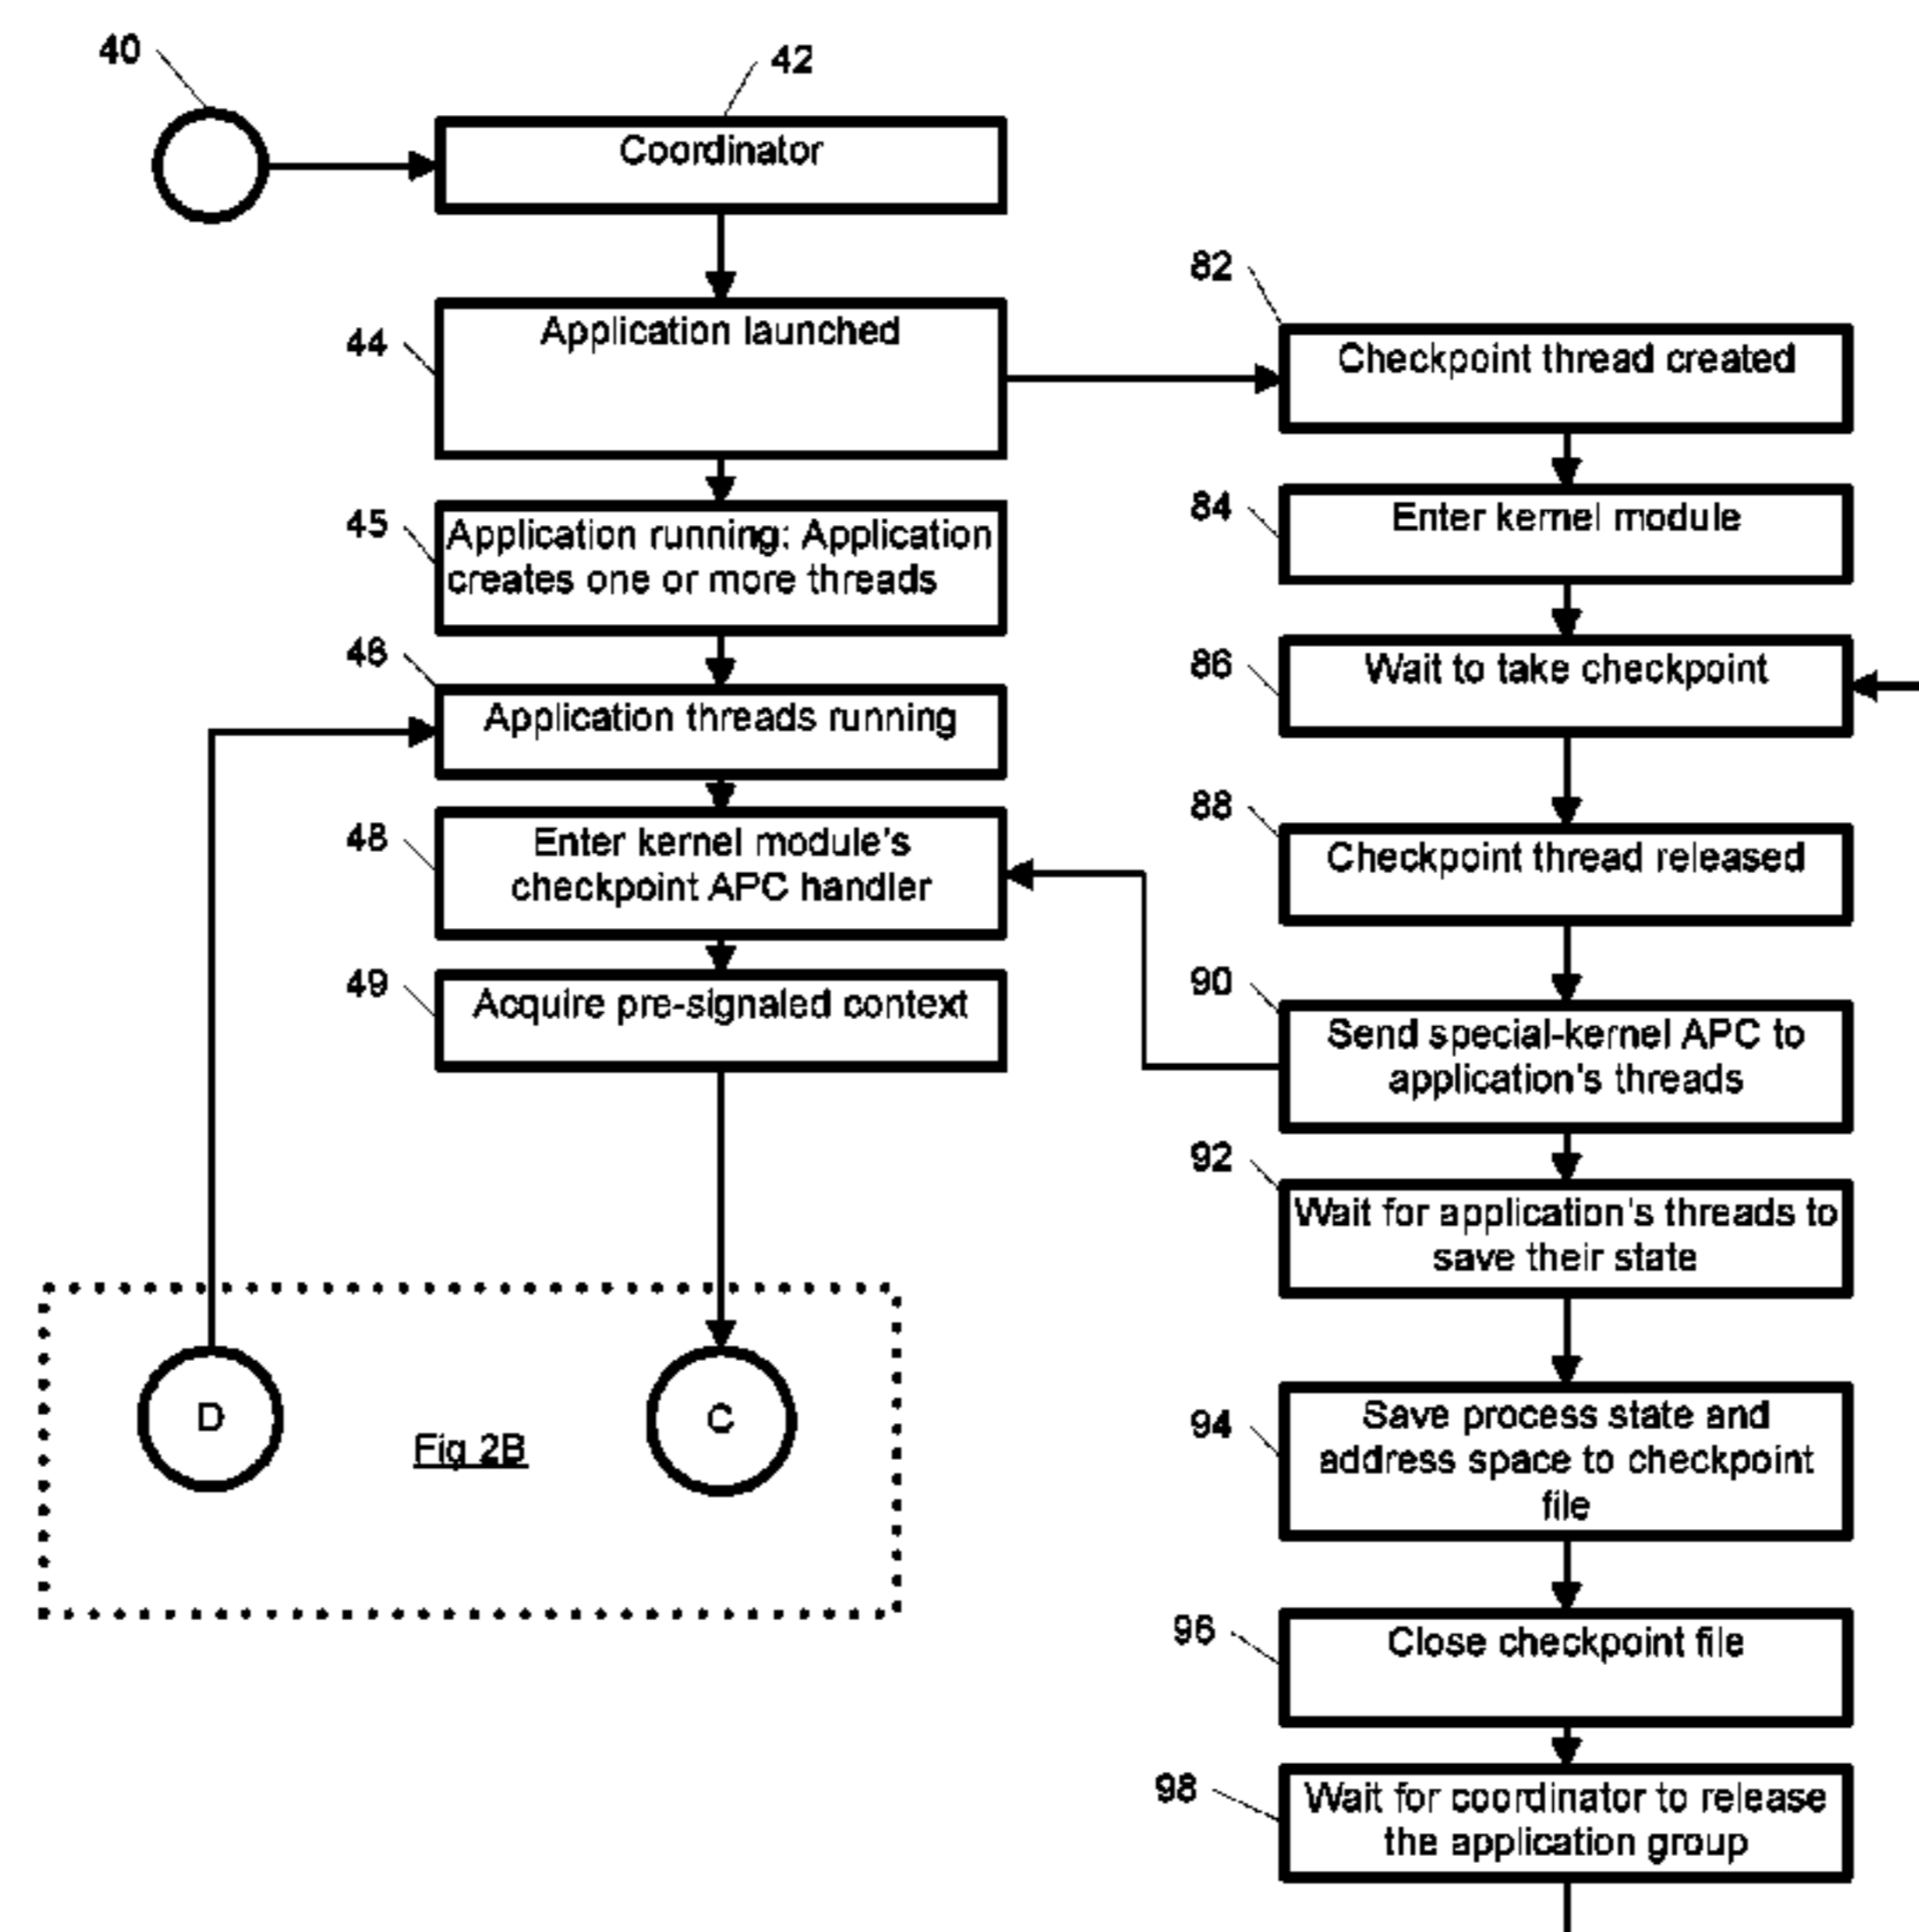 40
42
Coordinator
44
Application launched
45
Application running: Application
creates one or more threads
46
Application threads running
48
Enter kernel module's
checkpoint APC handler
49
Acquire pre-signaled context
D
Fig 2B
C
82
Checkpoint thread created
84
Enter kernel module
86
Wait to take checkpoint
88
Checkpoint thread released
90
Send special-kernel APC to
application's threads
92
Wait for application's threads to
save their state
94
Save process state and
address space to checkpoint
file
96
Close checkpoint file
98
Wait for coordinator to release
the application group